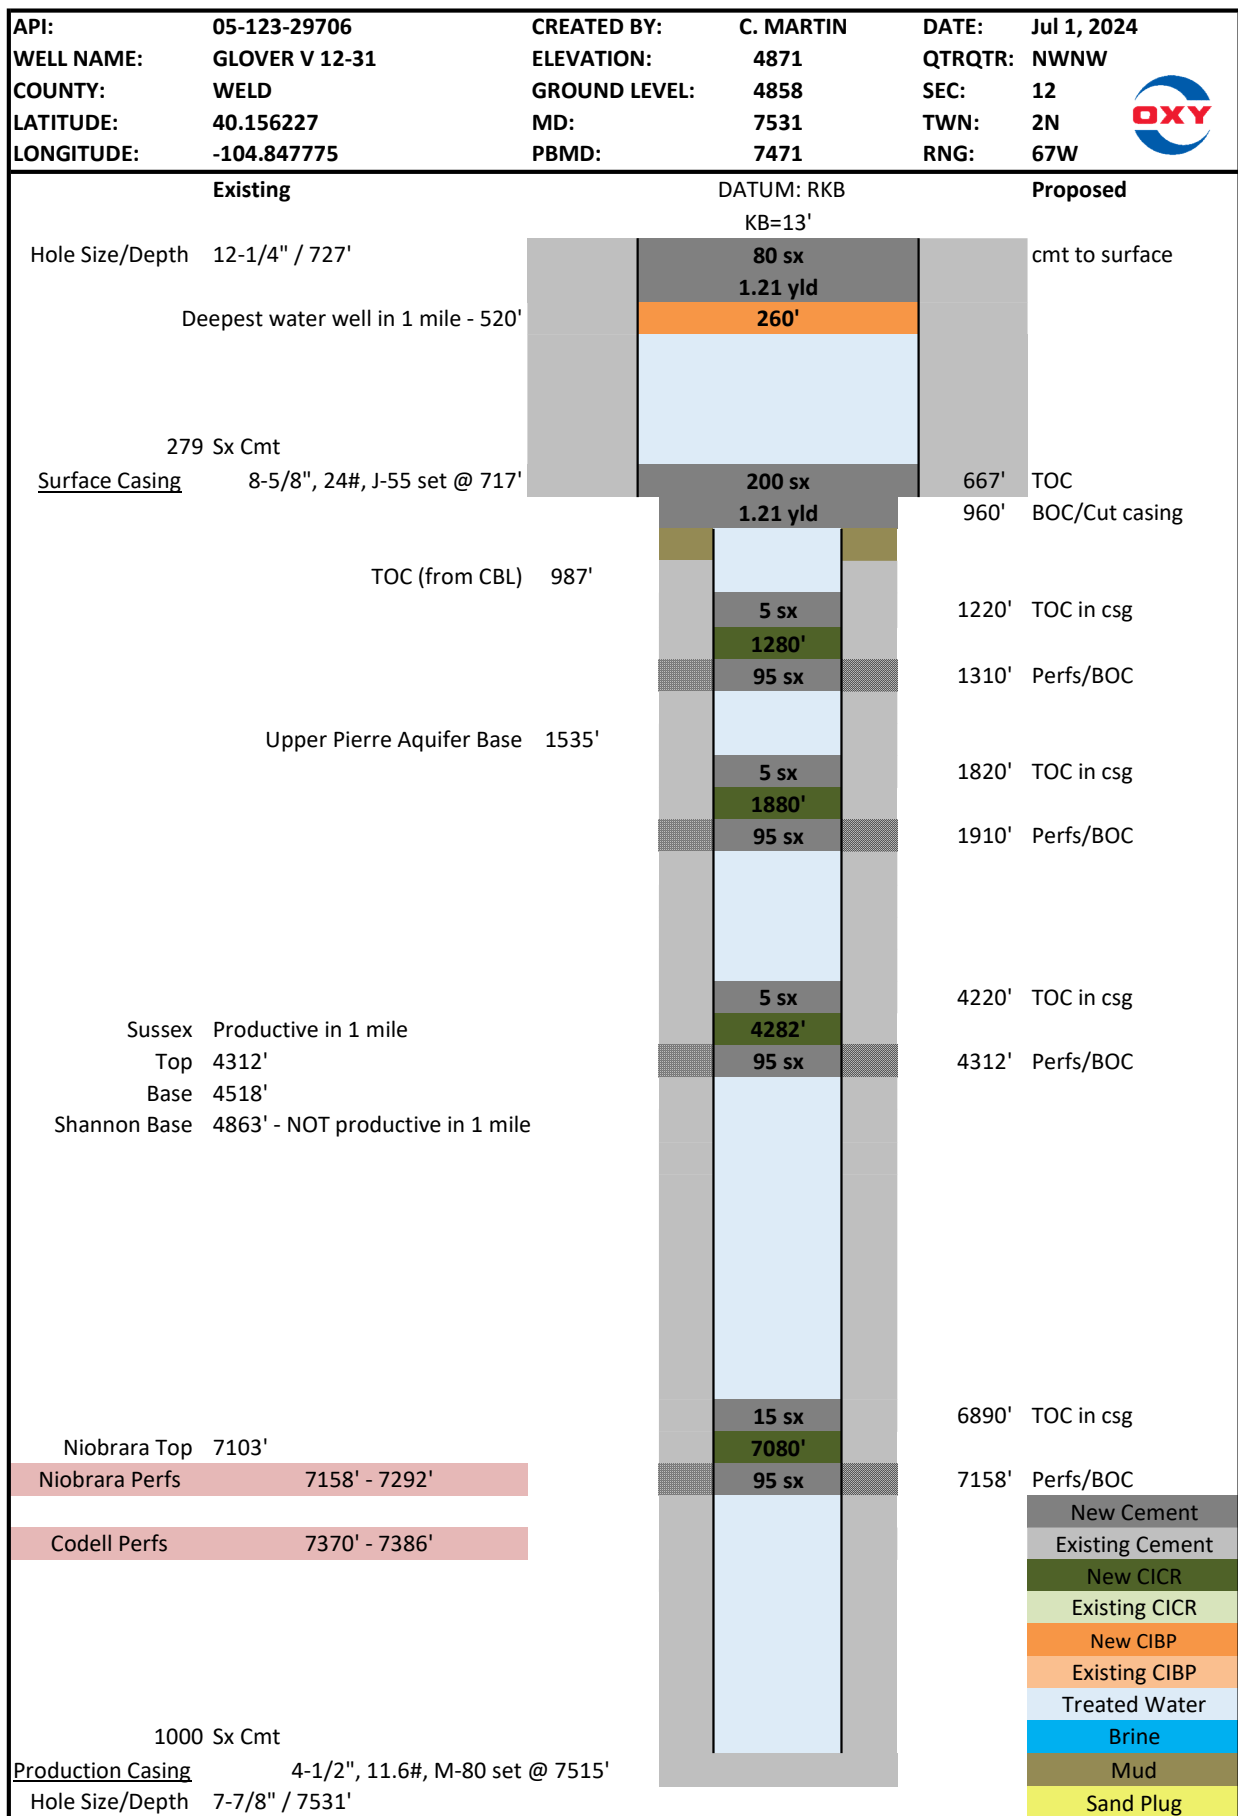 API: 05-123-29706 CREATED BY: C. MARTIN DATE: Jul 1, 2024
WELL NAME: GLOVER V 12-31 ELEVATION: 4871 QTRQTR: NWNW
COUNTY: WELD GROUND LEVEL: 4858 SEC: 12
LATITUDE: 40.156227 MD: 7531 TWN: 2N
LONGITUDE: -104.847775 PBMD: 7471 RNG: 67W
OXY
Existing DATUM: RKB Proposed
KB=13'
Hole Size/Depth 12-1/4" / 727' 80 sx cmt to surface
1.21 yld
Deepest water well in 1 mile - 520' 260'
279 Sx Cmt
Surface Casing 8-5/8", 24#, J-55 set @ 717' 200 sx 667' TOC
1.21 yld 960' BOC/Cut casing
TOC (from CBL) 987'
5 sx 1220' TOC in csg
1280'
95 sx 1310' Perfs/BOC
Upper Pierre Aquifer Base 1535'
5 sx 1820' TOC in csg
1880'
95 sx 1910' Perfs/BOC
5 sx 4220' TOC in csg
Sussex Productive in 1 mile 4282'
Top 4312' 95 sx 4312' Perfs/BOC
Base 4518'
Shannon Base 4863' - NOT productive in 1 mile
15 sx 6890' TOC in csg
Niobrara Top 7103' 7080'
Niobrara Perfs 7158' - 7292' 95 sx 7158' Perfs/BOC
New Cement
Codell Perfs 7370' - 7386' Existing Cement
New CICR
Existing CICR
New CIBP
Existing CIBP
Treated Water
1000 Sx Cmt Brine
Production Casing 4-1/2", 11.6#, M-80 set @ 7515' Mud
Hole Size/Depth 7-7/8" / 7531' Sand Plug